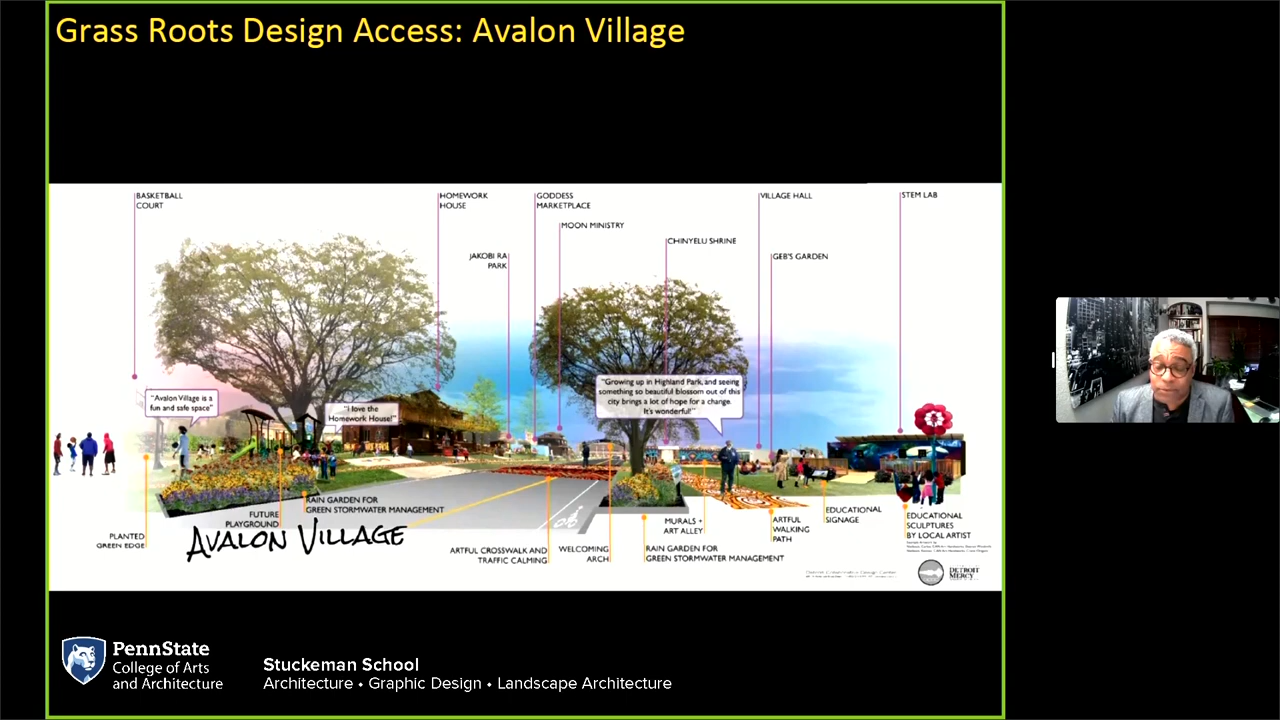 Grass Roots Design Access: Avalon Village
BASKETBALL
COURT
HOMEWORK
HOUSE
GODDESS
MARKETPLACE
VILLAGE HALL
STEM LAB
MOON MINISTRY
CHINYELU SHRINE
JAKOBI RA
PARK
GEB'S GARDEN
"Avalon Village is a
fun and safe space"
"I love the
Homework House!"
"Growing up in Highland Park, and seeing
something so beautiful blossom out of this
city brings a lot of hope for a change.
It's wonderful!"
RAIN GARDEN FOR
GREEN STORMWATER MANAGEMENT
FUTURE
PLAYGROUND
PLANTED
GREEN EDGE
AVALON VILLAGE
ARTFUL CROSSWALK AND
TRAFFIC CALMING
WELCOMING
ARCH
MURALS +
ART ALLEY
RAIN GARDEN FOR
GREEN STORMWATER MANAGEMENT
ARTFUL
WALKING
PATH
EDUCATIONAL
SIGNAGE
EDUCATIONAL
SCULPTURES
BY LOCAL ARTIST
Detroit Collaborative Design Center
DETROIT
MERCY
PennState
College of Arts
and Architecture
Stuckeman School
Architecture • Graphic Design • Landscape Architecture